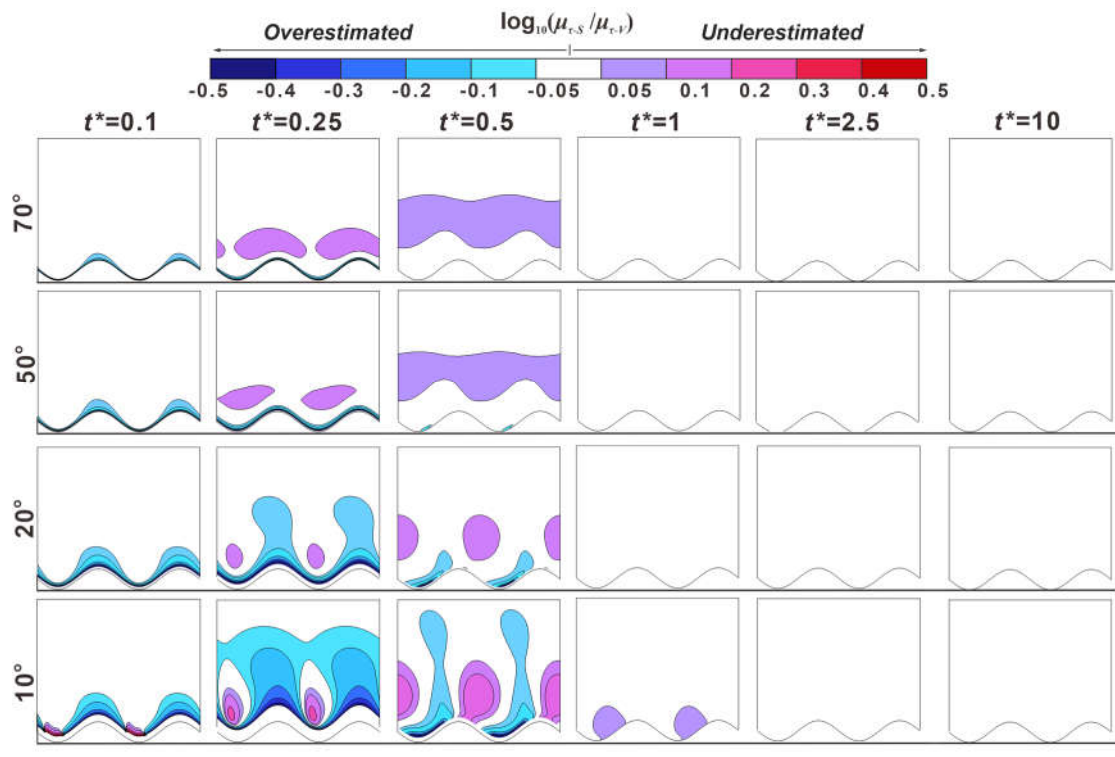 log₁₀(μτ-S /μτ-V)
Overestimated Underestimated
-0.5 -0.4 -0.3 -0.2 -0.1 -0.05 0.05 0.1 0.2 0.3 0.4 0.5
t*=0.1 t*=0.25 t*=0.5 t*=1 t*=2.5 t*=10
70°
50°
20°
10°